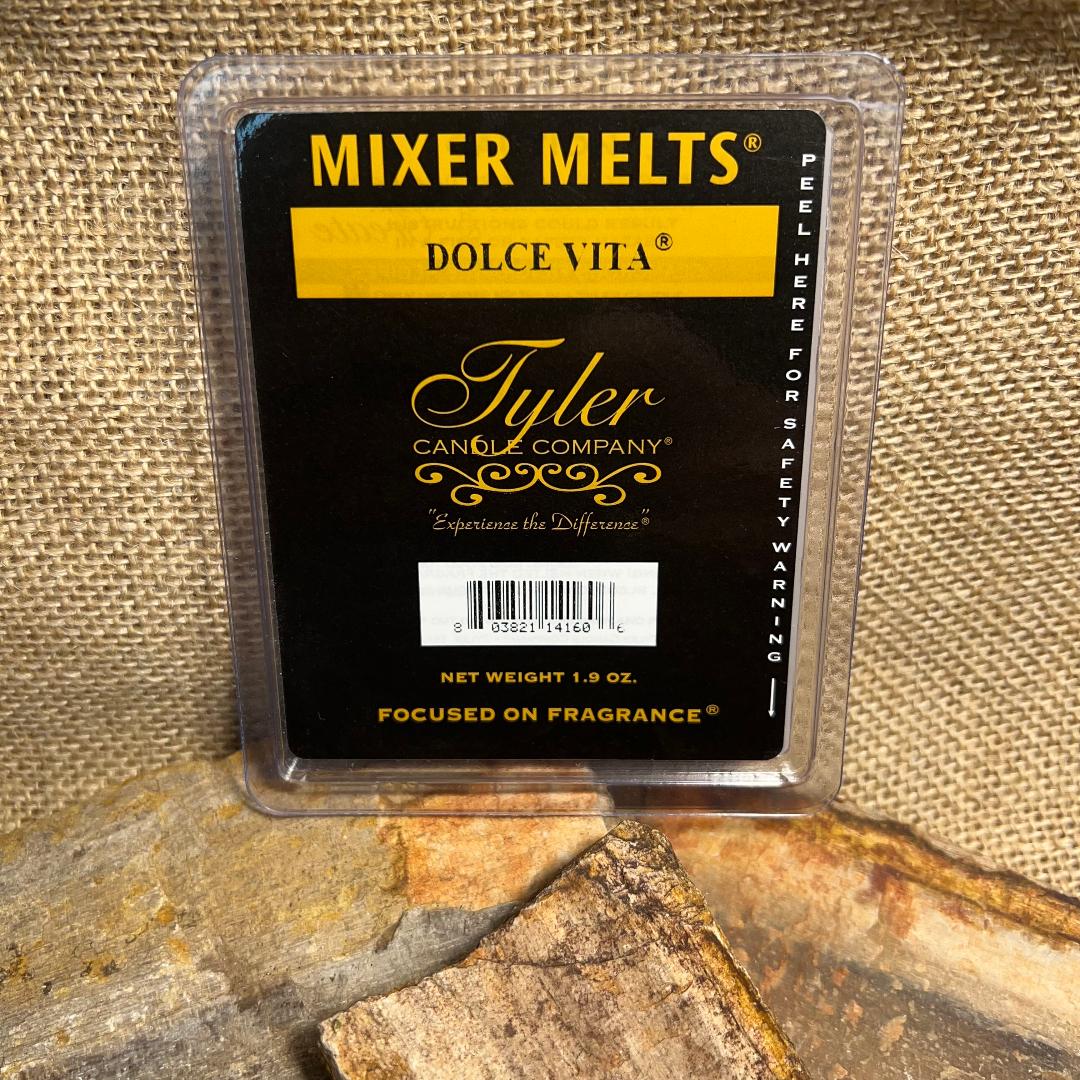 MIXER MELTS®
DOLCE VITA®
Tyler
CANDLE COMPANY®
"Experience the Difference"®
8 03821 14160 6
NET WEIGHT 1.9 OZ.
FOCUSED ON FRAGRANCE®
PEEL HERE FOR SAFETY WARNING